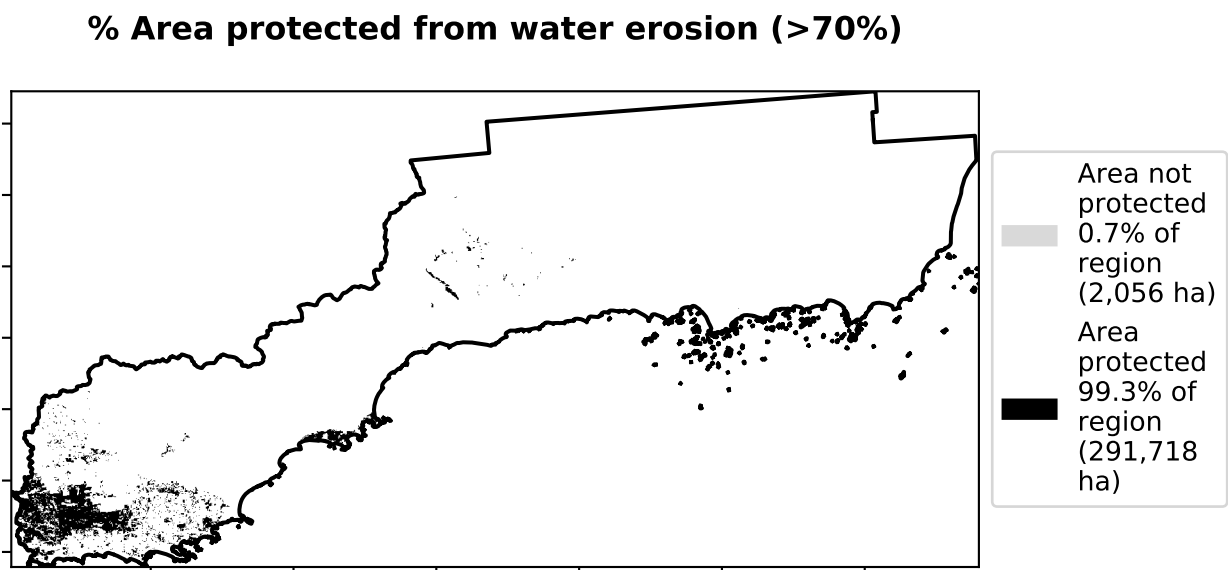 % Area protected from water erosion (>70%)
Area not
protected
0.7% of
region
(2,056 ha)
Area
protected
99.3% of
region
(291,718
ha)